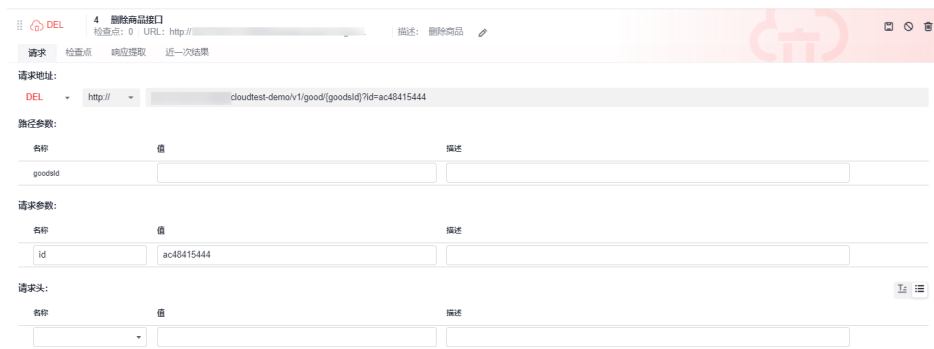 DEL 4 删除商品接口
检查点: 0 URL: http:// 描述: 删除商品
请求 检查点 响应提取 近一次结果
请求地址:
DEL http:// cloudtest-demo/v1/good/{goodsId}?id=ac48415444
路径参数:
名称 值 描述
goodsId
请求参数:
名称 值 描述
id ac48415444
请求头:
名称 值 描述